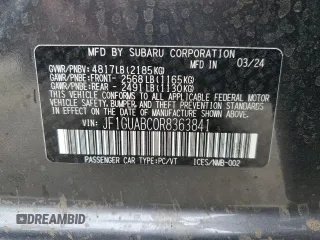 MFD. BY SUBARU CORPORATION 03/24
GVWR/PNBV: 4817LB(2185KG)
GAWR/PNBE:FRONT- 2568LB(1165KG)
GAWR/PNBE:REAR - 2491LB(1130KG)
THIS VEHICLE CONFORMS TO ALL APPLICABLE
FEDERAL MOTOR VEHICLE SAFETY,
BUMPER, AND THEFT PREVENTION STANDARDS
IN EFFECT ON THE DATE OF
MANUFACTURE SHOWN ABOVE.
VIN: JF1GUABC0R8363841
PASSENGER CAR TYPE:PC/VT ICES/NMB-002